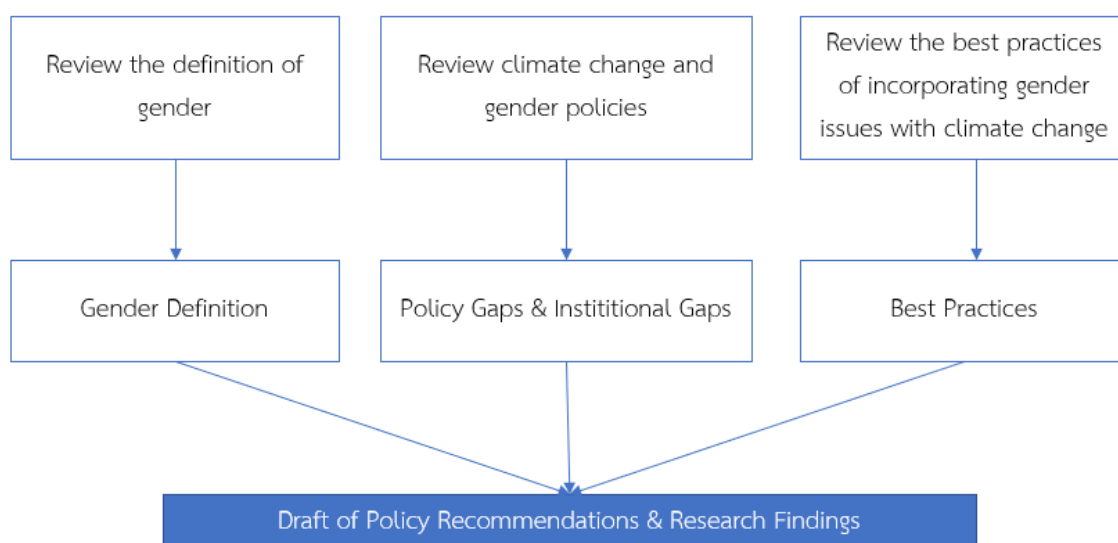 Review the definition of
gender
Review climate change and
gender policies
Review the best practices
of incorporating gender
issues with climate change
Gender Definition
Policy Gaps & Instititional Gaps
Best Practices
Draft of Policy Recommendations & Research Findings